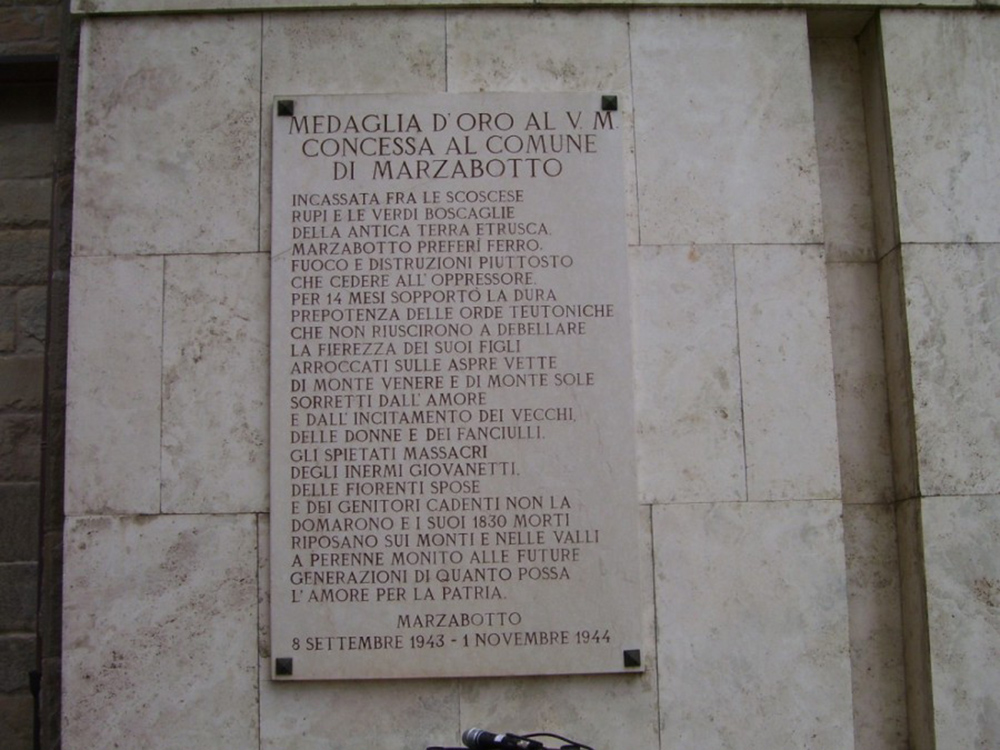 MEDAGLIA D'ORO AL V. M.
CONCESSA AL COMUNE
DI MARZABOTTO
INCASSATA FRA LE SCOSCESE
RUPI E LE VERDI BOSCAGLIE
DELLA ANTICA TERRA ETRUSCA.
MARZABOTTO PREFERÍ FERRO,
FUOCO E DISTRUZIONI PIUTTOSTO
CHE CEDERE ALL'OPPRESSORE.
PER 14 MESI SOPPORTÒ LA DURA
PREPOTENZA DELLE ORDE TEUTONICHE
CHE NON RIUSCIRONO A DEBELLARE
LA FIEREZZA DEI SUOI FIGLI
ARROCCATI SULLE ASPRE VETTE
DI MONTE VENERE E DI MONTE SOLE
SORRETTI DALL'AMORE
E DALL'INCITAMENTO DEI VECCHI,
DELLE DONNE E DEI FANCIULLI.
GLI SPIETATI MASSACRI
DEGLI INERMI GIOVANETTI,
DELLE FIORENTI SPOSE
E DEI GENITORI CADENTI NON LA
DOMARONO E I SUOI 1830 MORTI
RIPOSANO SUI MONTI E NELLE VALLI
A PERENNE MONITO ALLE FUTURE
GENERAZIONI DI QUANTO POSSA
L'AMORE PER LA PATRIA.
MARZABOTTO
8 SETTEMBRE 1943 - 1 NOVEMBRE 1944